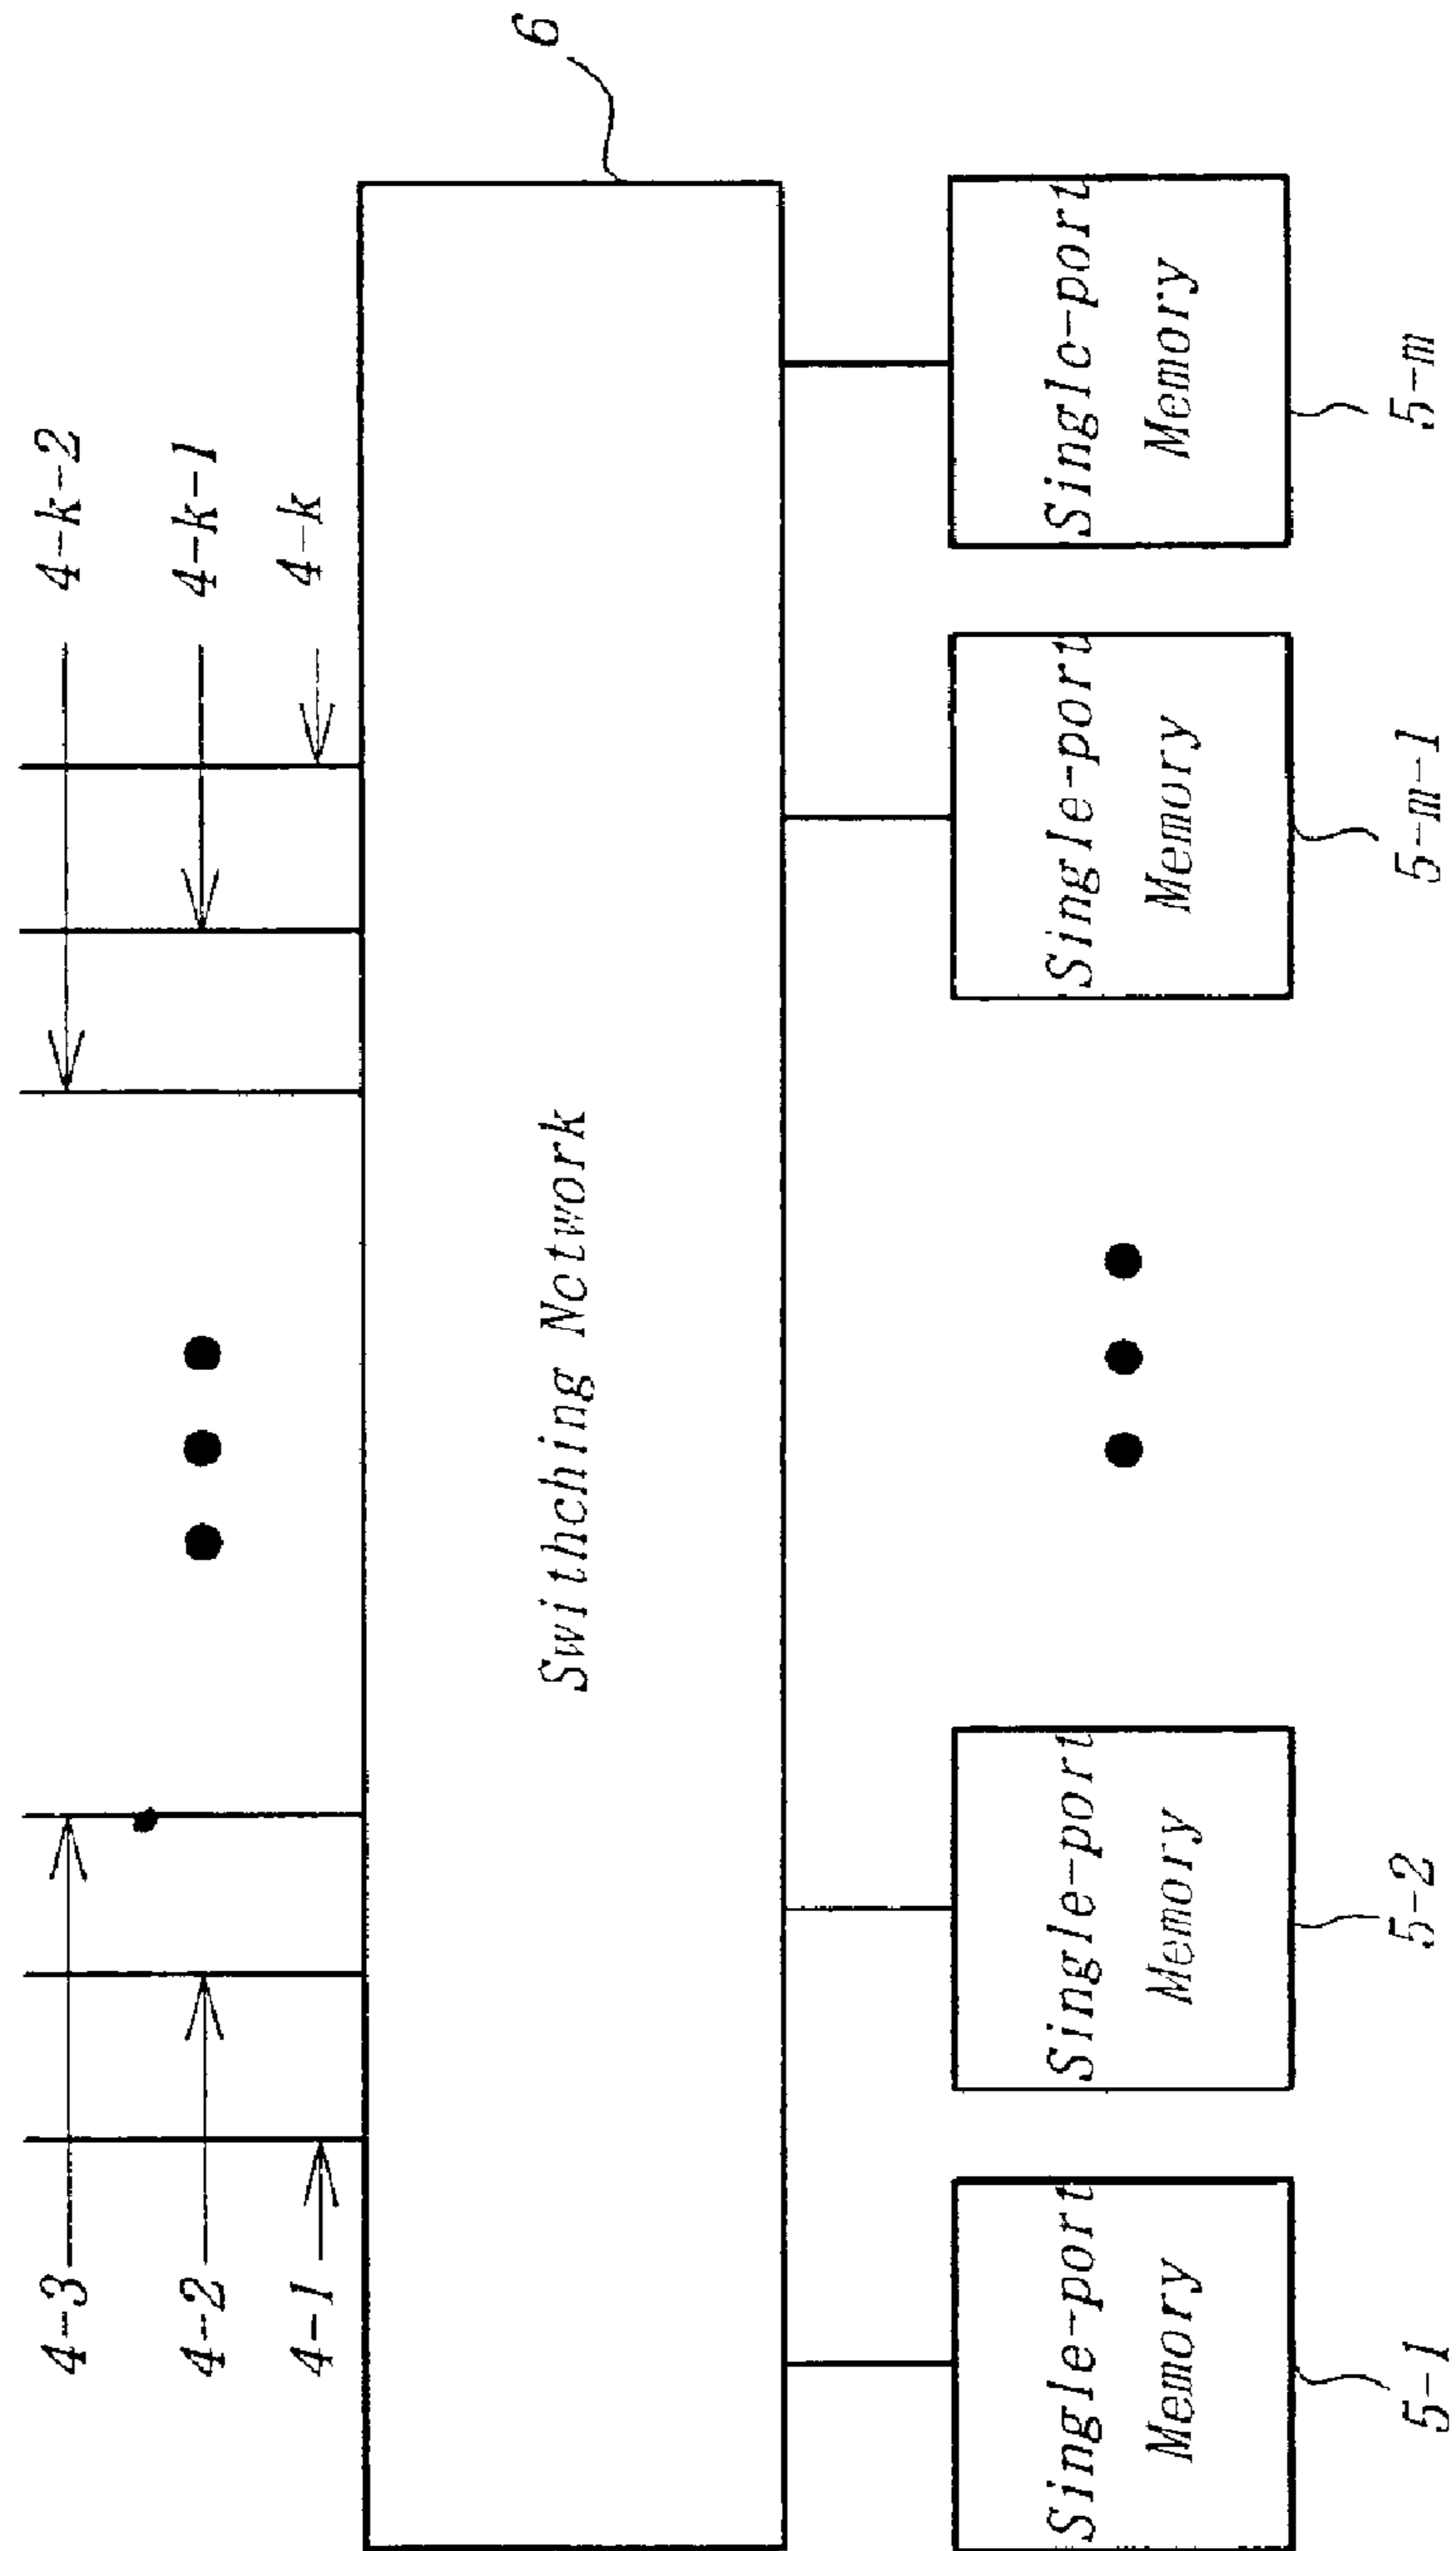 4-3
4-k-2
4-2
4-k-1
4-1
4-k
6
Swithching Network
Single-port
Memory
Single-port
Memory
Single-port
Memory
Single-port
Memory
5-1
5-2
5-m-1
5-m